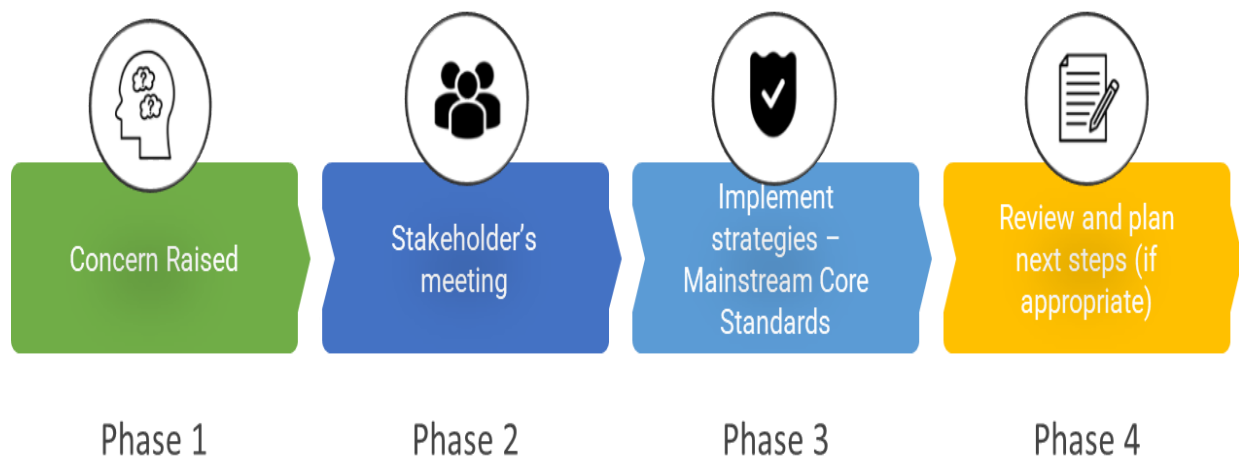 Concern Raised
Stakeholder’s
meeting
Implement
strategies –
Mainstream Core
Standards
Review and plan
next steps (if
appropriate)
Phase 1
Phase 2
Phase 3
Phase 4